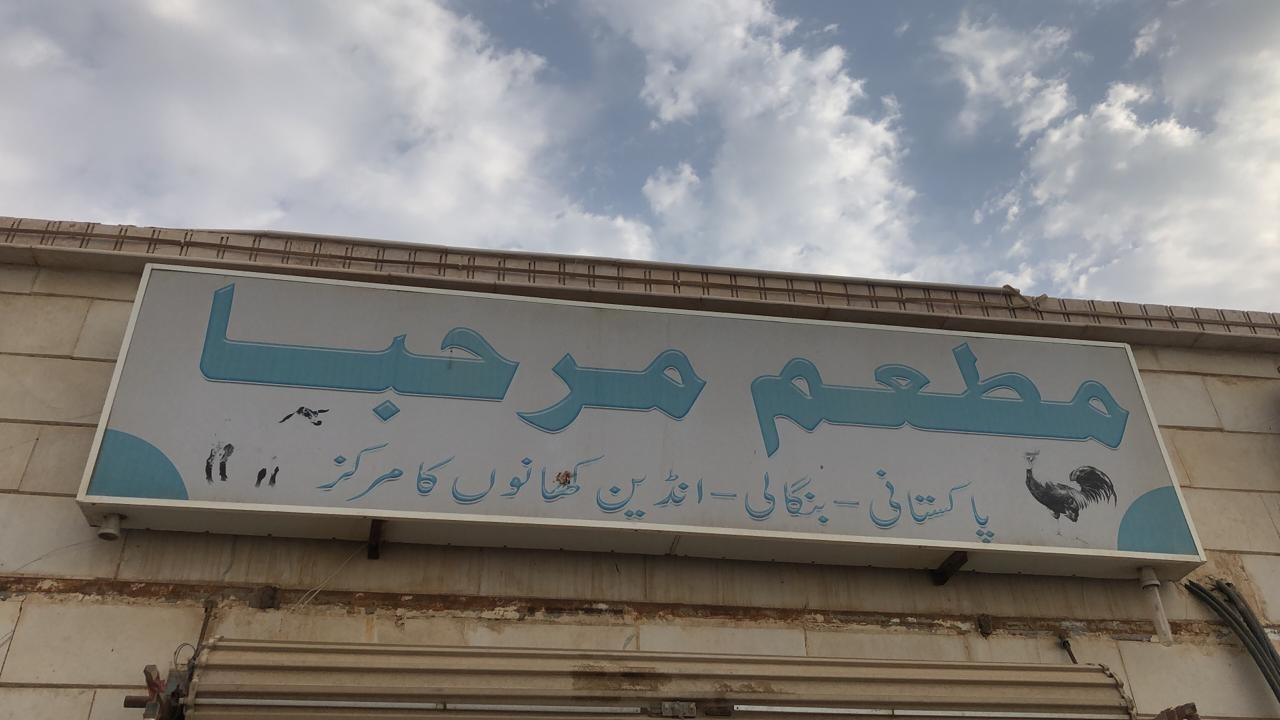 مطعم مرحبا
پاکستانی - بنگالی - انڈین کھانوں کا مرکز